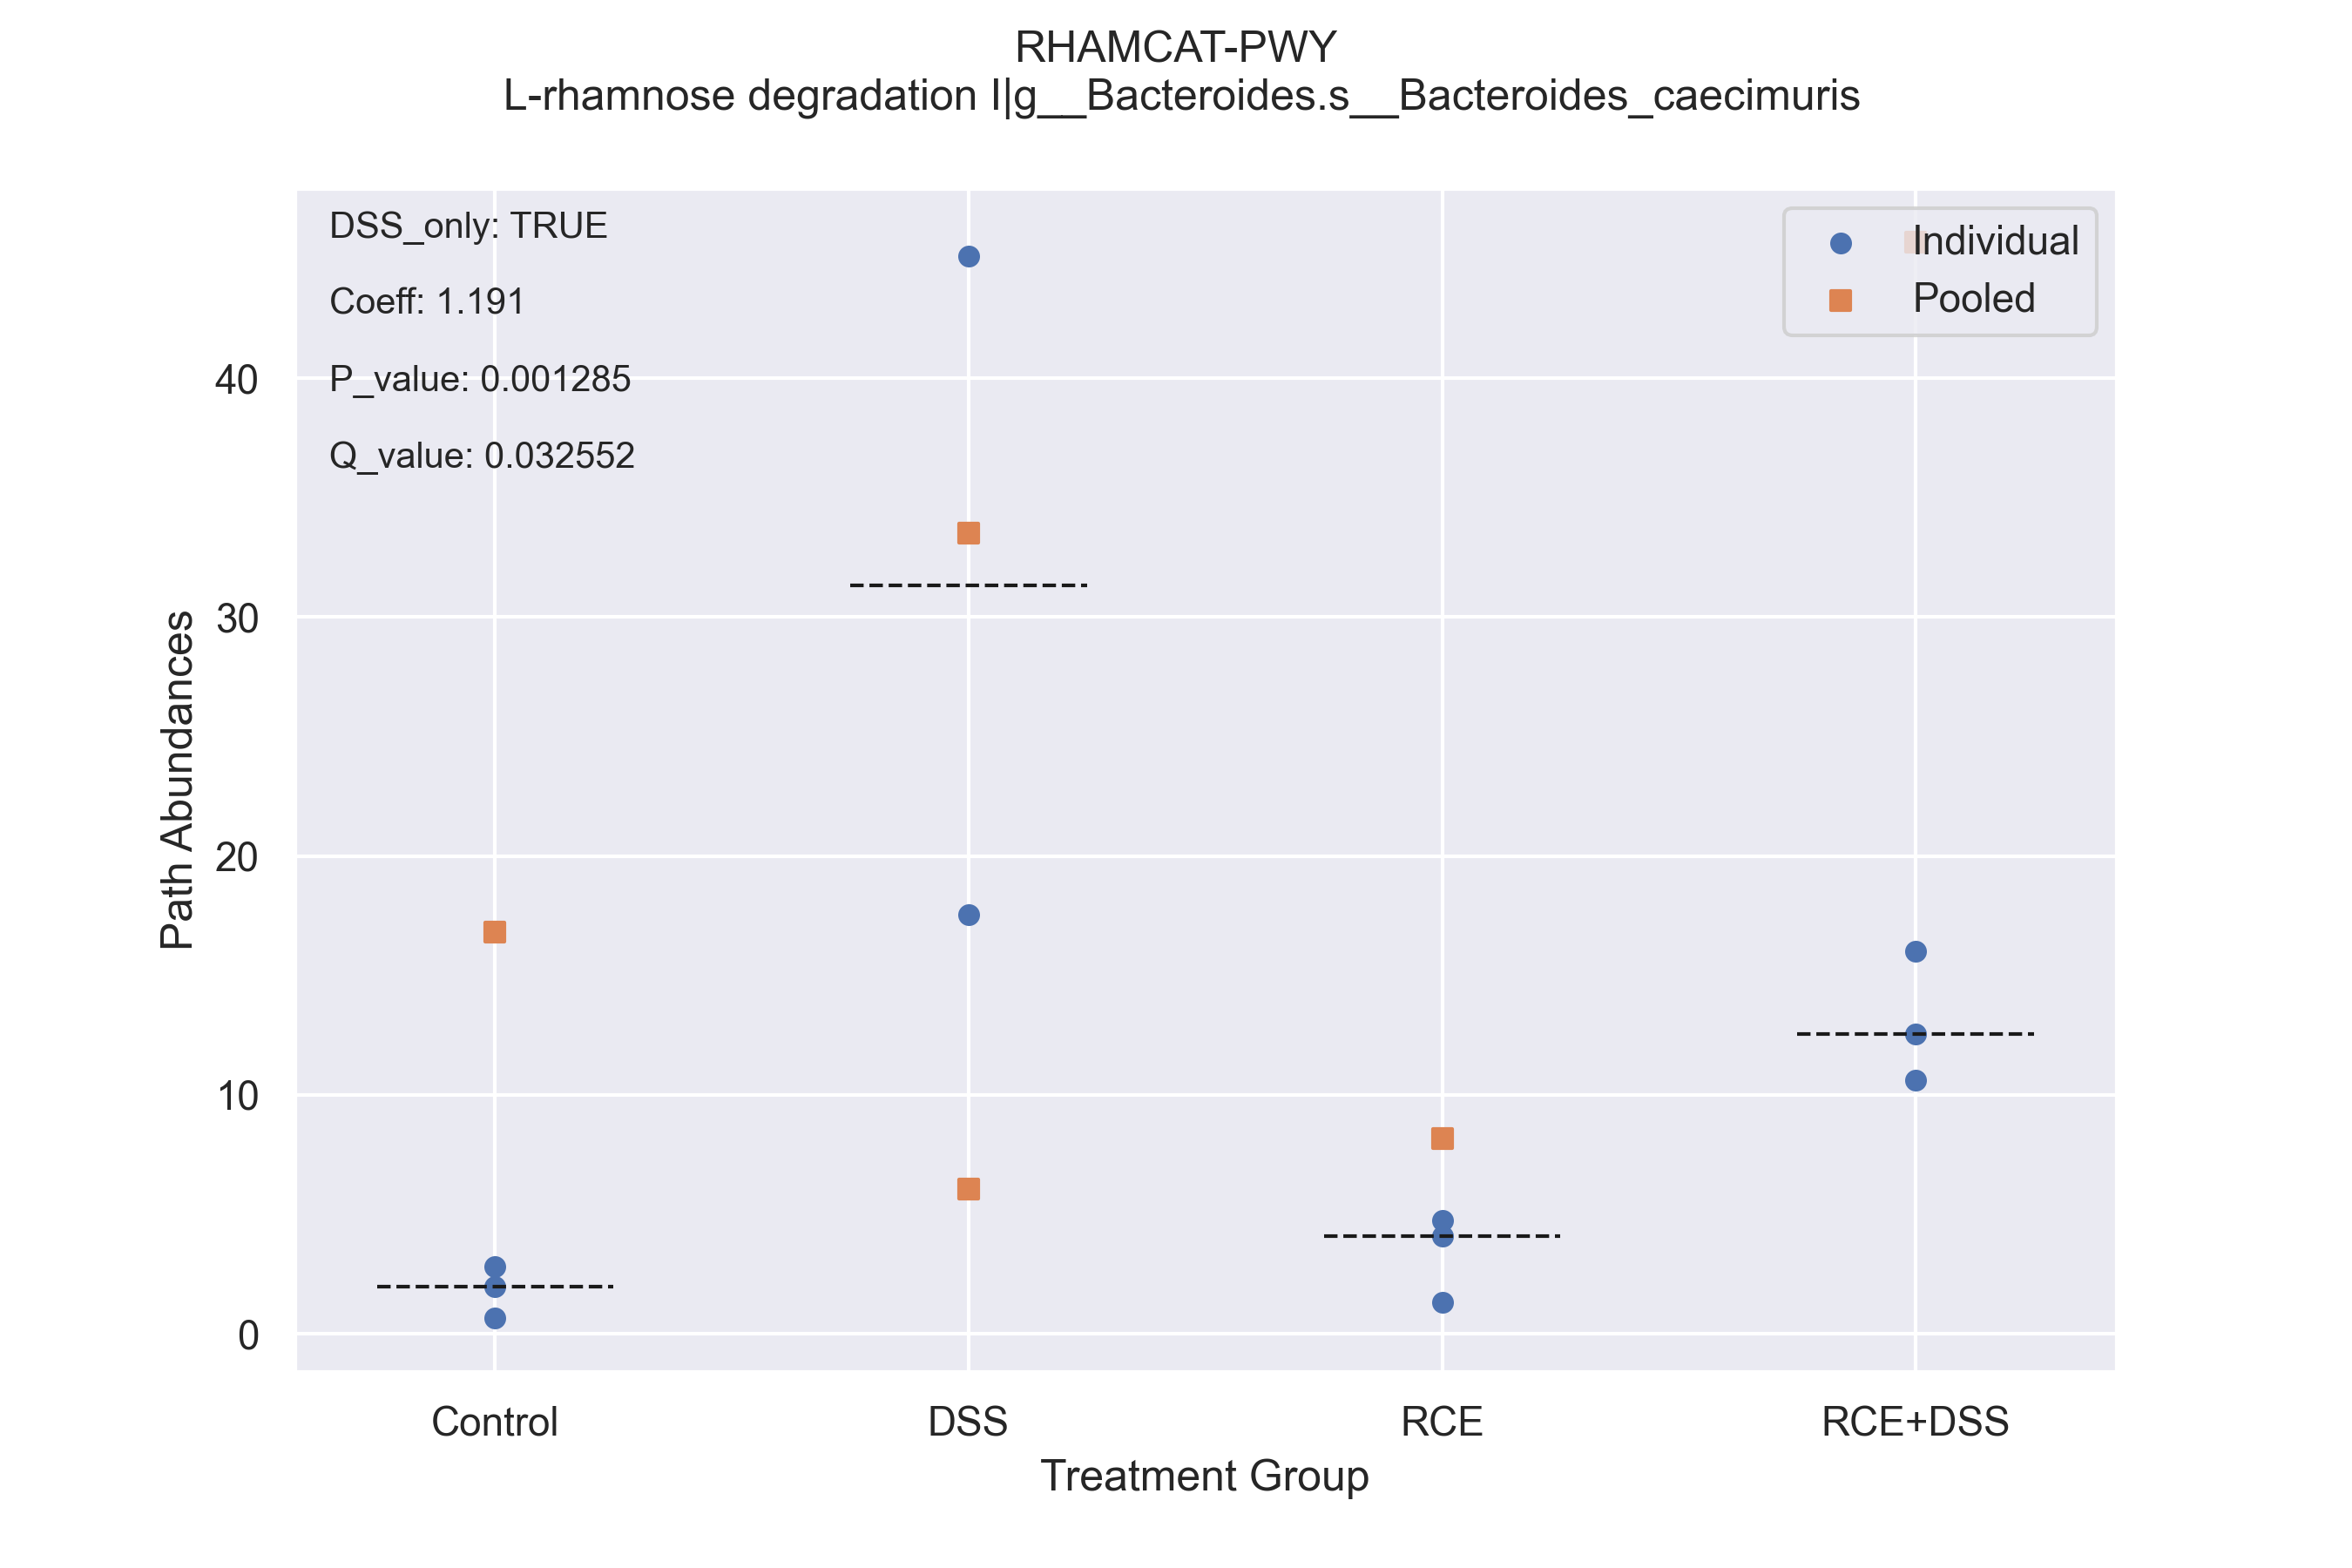 RHAMCAT-PWY
L-rhamnose degradation I|g__Bacteroides.s__Bacteroides_caecimuris
DSS_only: TRUE
Coeff: 1.191
P_value: 0.001285
Q_value: 0.032552
Individual
Pooled
Path Abundances
40
30
20
10
0
Control
DSS
RCE
RCE+DSS
Treatment Group